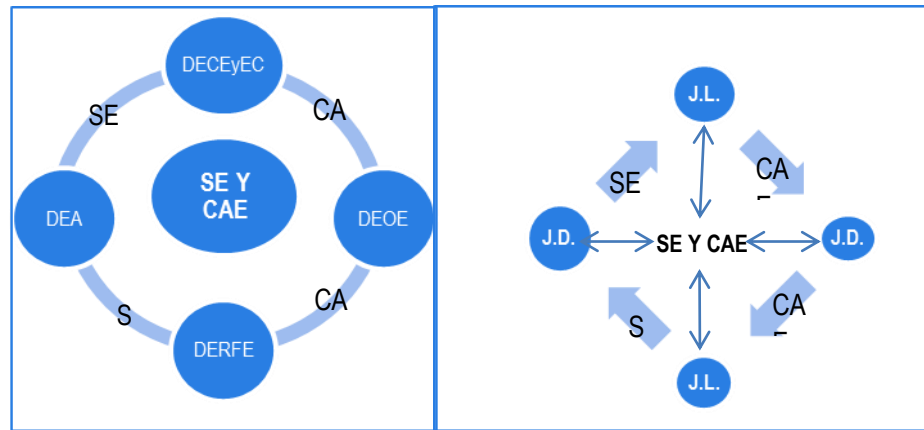 DECEyEC
SE
CA
SE Y
CAE
DEA
DEOE
S
CA
DERFE
J.L.
SE
CA
J.D.
SE Y CAE
J.D.
S
CA
J.L.